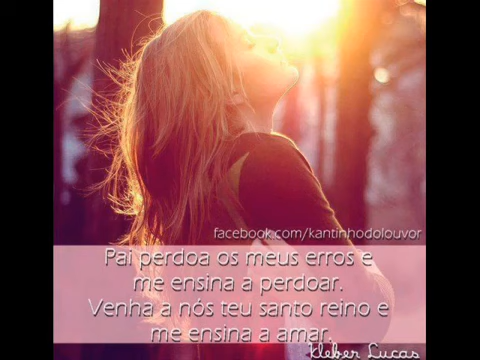 facebook.com/kantinhodolouvor
Pai perdoa os meus erros e
me ensina a perdoar.
Venha a nós teu santo reino e
me ensina a amar.
Kleber Lucas